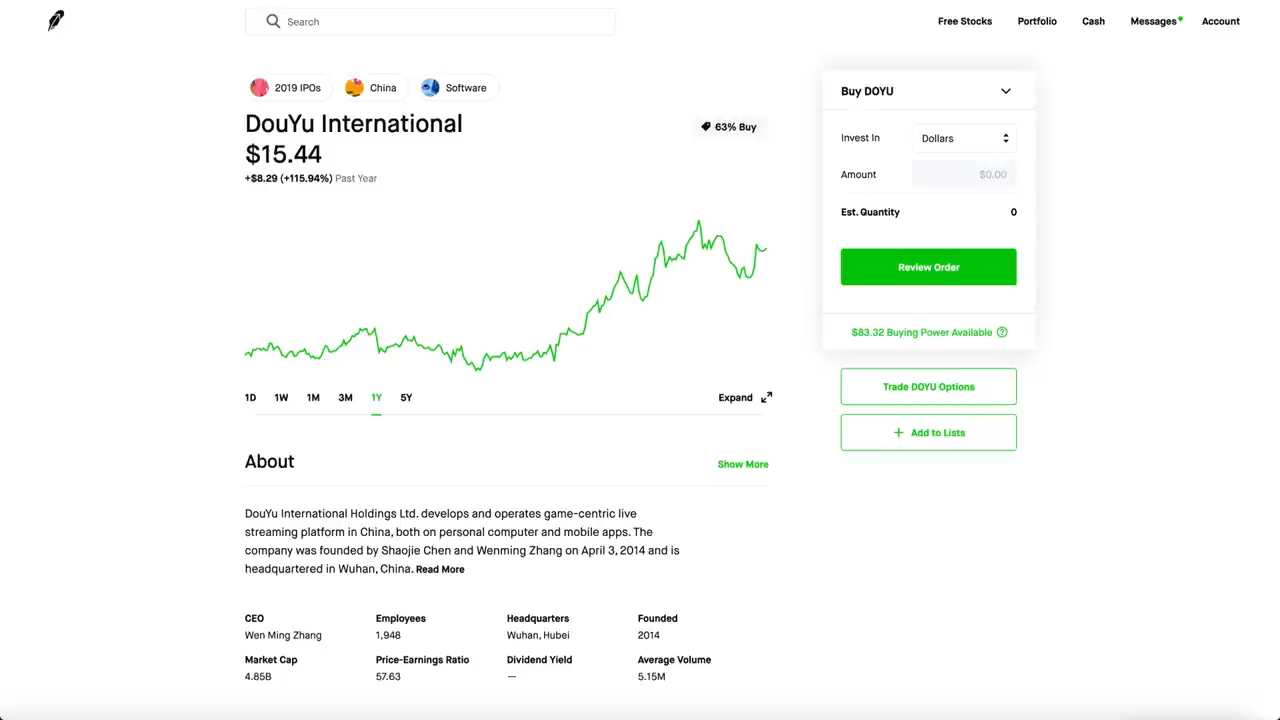 Search
Free Stocks
Portfolio
Cash
Messages
Account
2019 IPOs
China
Software
DouYu International
$15.44
+$8.29 (+115.94%) Past Year
63% Buy
1D
1W
1M
3M
1Y
5Y
Expand
About
Show More
DouYu International Holdings Ltd. develops and operates game-centric live
streaming platform in China, both on personal computer and mobile apps. The
company was founded by Shaojie Chen and Wenming Zhang on April 3, 2014 and is
headquartered in Wuhan, China. Read More
CEO
Wen Ming Zhang
Employees
1,948
Headquarters
Wuhan, Hubei
Founded
2014
Market Cap
4.85B
Price-Earnings Ratio
57.63
Dividend Yield
—
Average Volume
5.15M
Buy DOYU
Invest In
Dollars
Amount
$0.00
Est. Quantity
0
Review Order
$83.32 Buying Power Available
Trade DOYU Options
+ Add to Lists